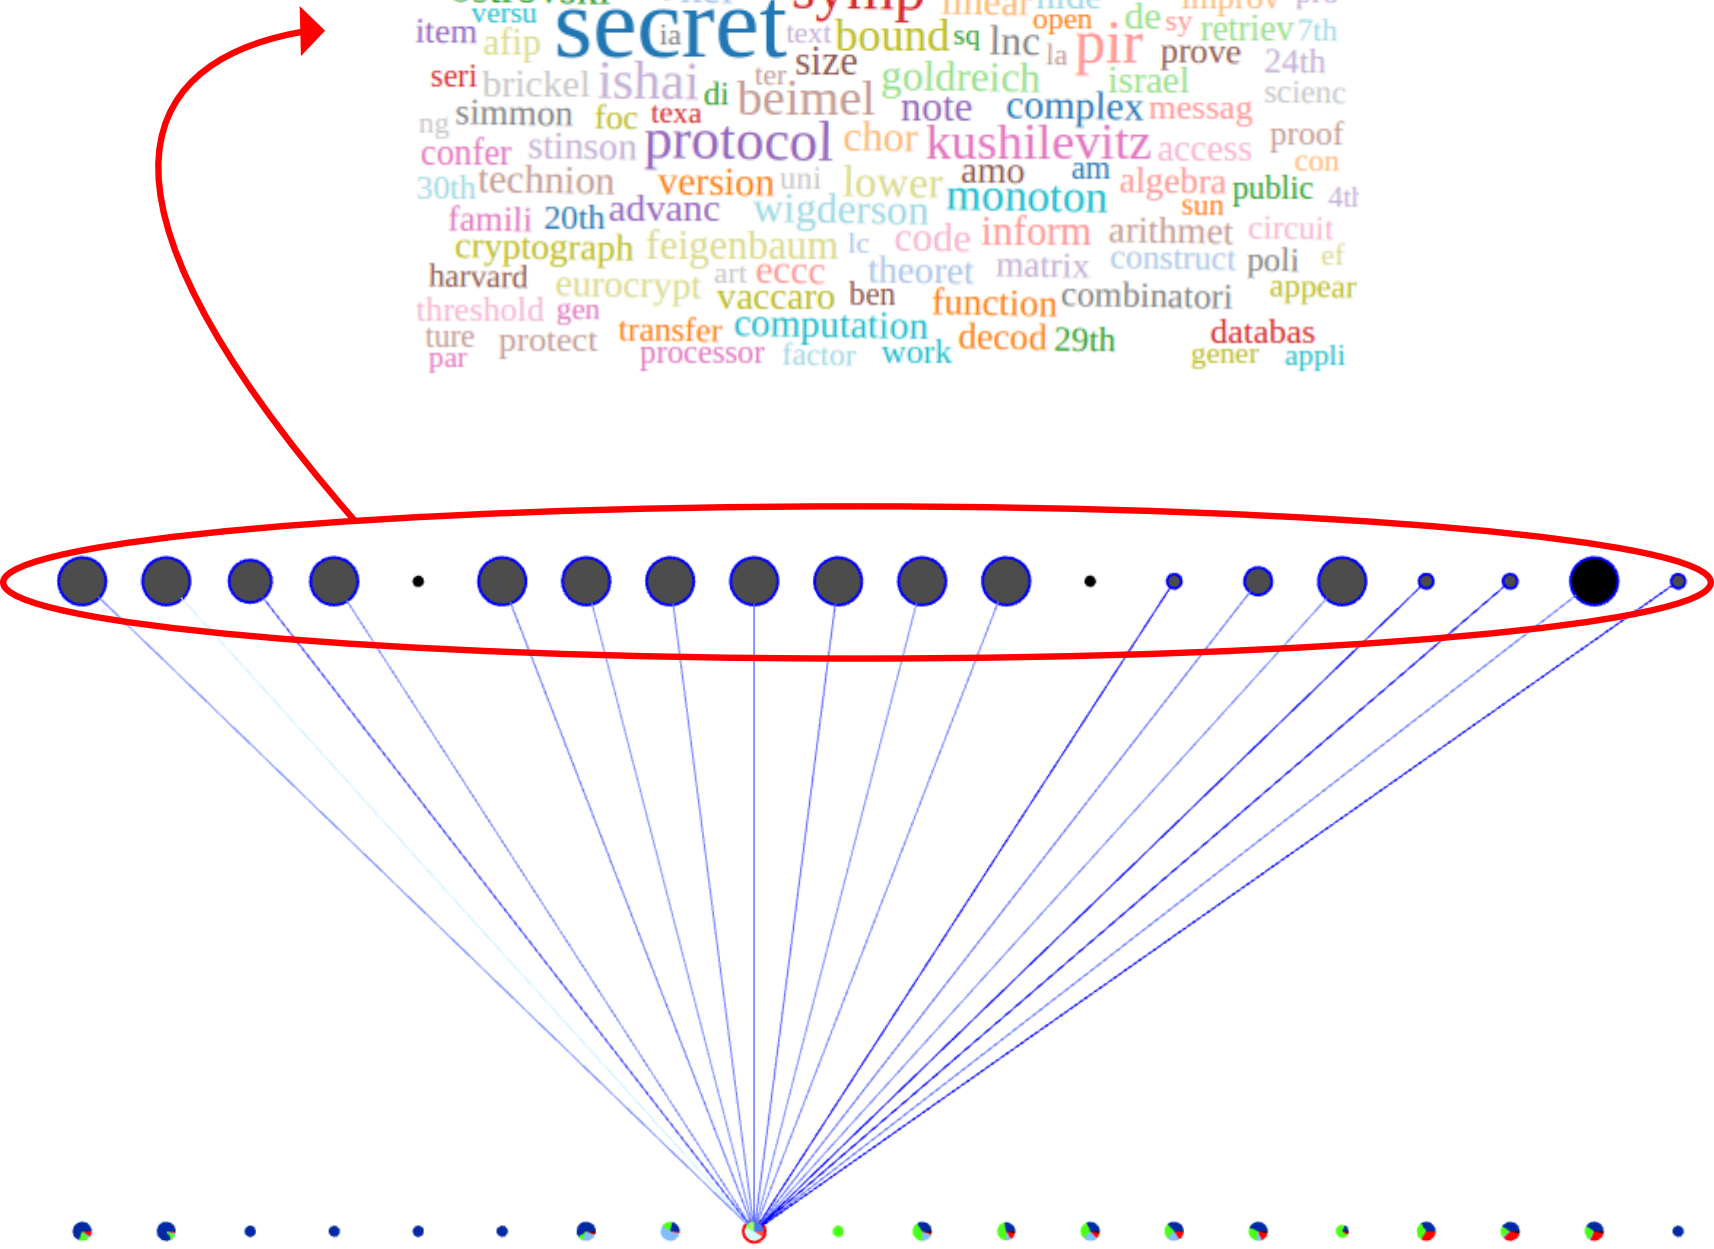 versu secret linear open de sy retriev 7th
item afip ia text bound sq lnc la pir prove 24th
seri brickel ishai ter size goldreich israel scienc
di beimel note complex messag
ng simmon foc texa protocol chor kushilevitz access proof
confer stinson amo am con
30th technion version uni lower monoton algebra public 4th
famili 20th advanc wigderson sun
cryptograph feigenbaum lc code inform arithmet circuit
harvard art eccc theoret matrix construct poli ef
eurocrypt vaccaro ben function combinatori appear
threshold gen
ture protect transfer computation decod 29th databas
par processor factor work gener appli